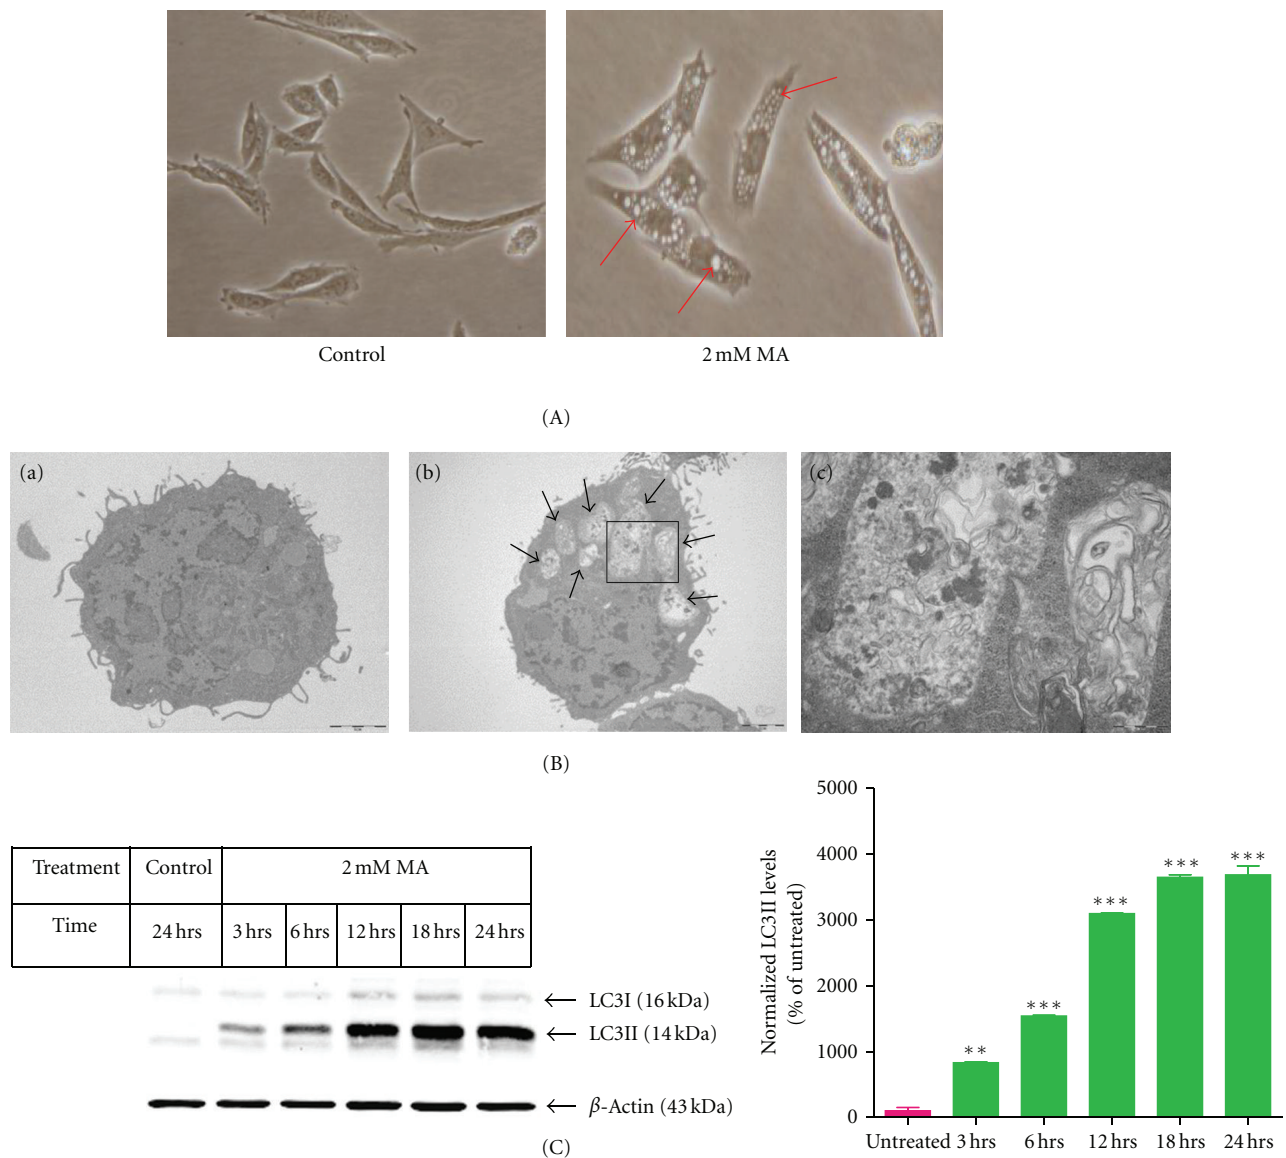 Control
2 mM MA
(A)
(a)
(b)
(c)
(B)
Treatment Control 2 mM MA
Time 24 hrs 3 hrs 6 hrs 12 hrs 18 hrs 24 hrs
LC3I (16 kDa)
LC3II (14 kDa)
β-Actin (43 kDa)
Normalized LC3II levels
(% of untreated)
5000
4000
3000
2000
1000
0
**
***
***
***
***
Untreated 3 hrs 6 hrs 12 hrs 18 hrs 24 hrs
(C)